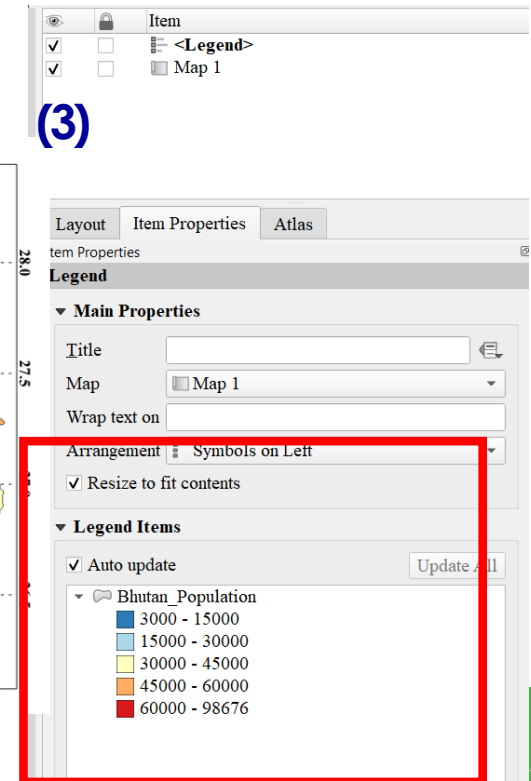 Item
<Legend>
Map 1
(3)
28.0
27.5
Layout Item Properties Atlas
tem Properties
Legend
Main Properties
Title
Map Map 1
Wrap text on
Arrangement Symbols on Left
Resize to fit contents
Legend Items
Auto update Update All
Bhutan_Population
3000 - 15000
15000 - 30000
30000 - 45000
45000 - 60000
60000 - 98676